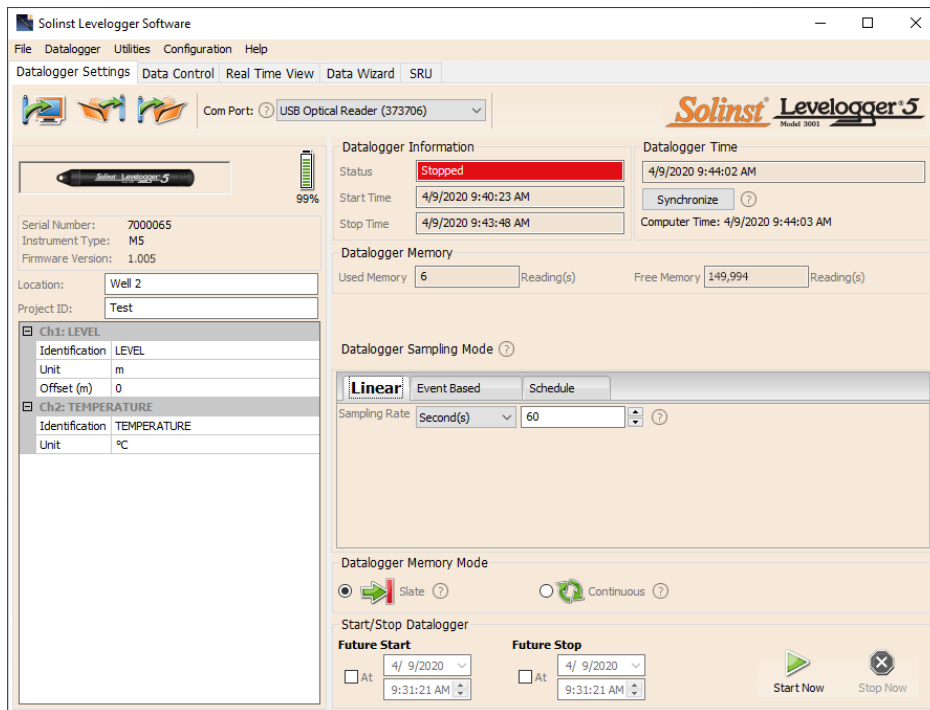 Solinst Levelogger Software
File Datalogger Utilities Configuration Help
Datalogger Settings Data Control Real Time View Data Wizard SRU
Com Port: ? USB Optical Reader (373706)
Solinst® Levelogger® 5
Model 3001
Solinst Levelogger 5
99%
Serial Number: 7000065
Instrument Type: M5
Firmware Version: 1.005
Location: Well 2
Project ID: Test
Ch1: LEVEL
Identification LEVEL
Unit m
Offset (m) 0
Ch2: TEMPERATURE
Identification TEMPERATURE
Unit ºC
Datalogger Information
Status Stopped
Start Time 4/9/2020 9:40:23 AM
Stop Time 4/9/2020 9:43:48 AM
Datalogger Time
4/9/2020 9:44:02 AM
Synchronize ?
Computer Time: 4/9/2020 9:44:03 AM
Datalogger Memory
Used Memory 6 Reading(s) Free Memory 149,994 Reading(s)
Datalogger Sampling Mode ?
Linear Event Based Schedule
Sampling Rate Second(s) 60 ?
Datalogger Memory Mode
Slate ? Continuous ?
Start/Stop Datalogger
Future Start Future Stop
At 4/ 9/2020 At 4/ 9/2020
9:31:21 AM 9:31:21 AM
Start Now Stop Now